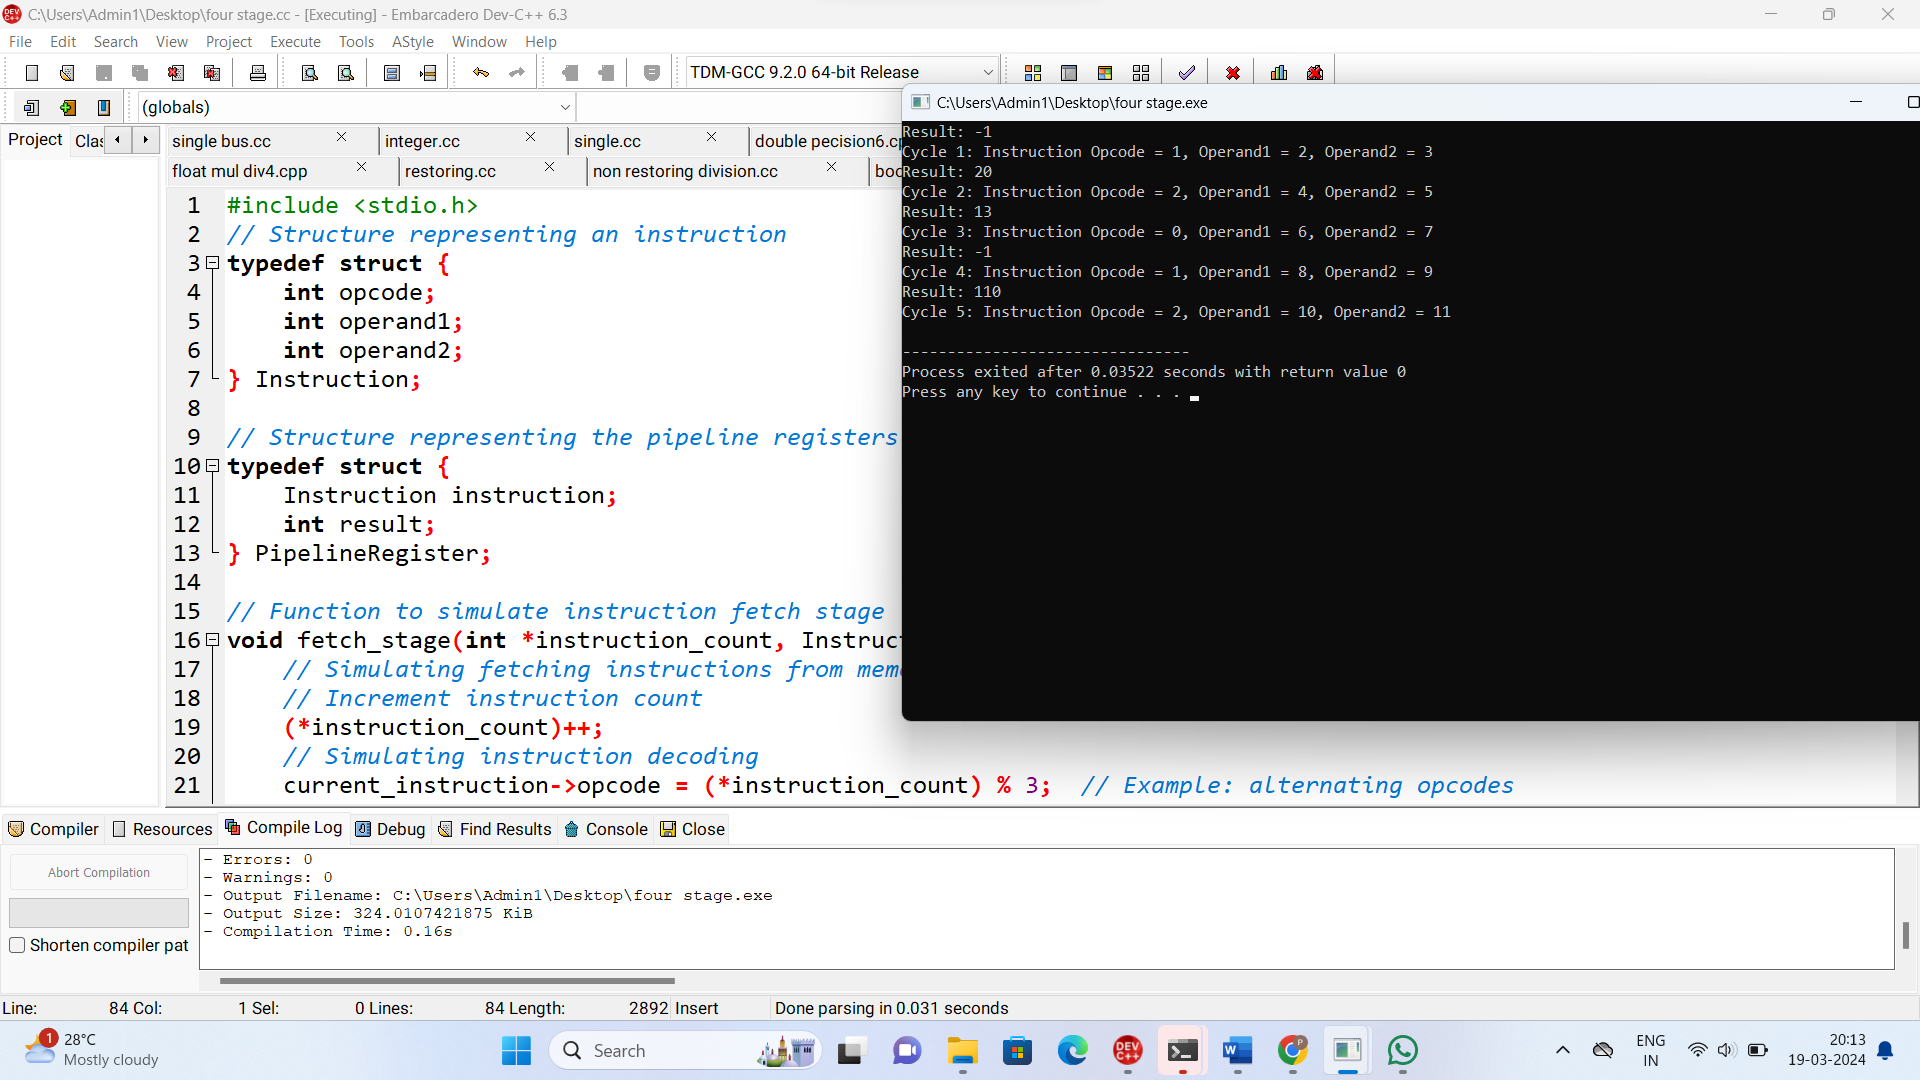 C:\Users\Admin1\Desktop\four stage.cc - [Executing] - Embarcadero Dev-C++ 6.3
File Edit Search View Project Execute Tools AStyle Window Help
TDM-GCC 9.2.0 64-bit Release
(globals)
Project
single bus.cc integer.cc single.cc double pecision6.
float mul div4.cpp restoring.cc non restoring division.cc
1 #include <stdio.h>
2 // Structure representing an instruction
3 typedef struct {
4 int opcode;
5 int operand1;
6 int operand2;
7 } Instruction;
8
9 // Structure representing the pipeline registers
10 typedef struct {
11 Instruction instruction;
12 int result;
13 } PipelineRegister;
14
15 // Function to simulate instruction fetch stage
16 void fetch_stage(int *instruction_count,
17 // Simulating fetching instructions from
18 // Increment instruction count
19 (*instruction_count)++;
20 // Simulating instruction decoding
21 current_instruction->opcode = (*instruction_count) % 3; // Example: alternating opcodes
C:\Users\Admin1\Desktop\four stage.exe
Result: -1
Cycle 1: Instruction Opcode = 1, Operand1 = 2, Operand2 = 3
Result: 20
Cycle 2: Instruction Opcode = 2, Operand1 = 4, Operand2 = 5
Result: 13
Cycle 3: Instruction Opcode = 0, Operand1 = 6, Operand2 = 7
Result: -1
Cycle 4: Instruction Opcode = 1, Operand1 = 8, Operand2 = 9
Result: 110
Cycle 5: Instruction Opcode = 2, Operand1 = 10, Operand2 = 11
--------------------------------
Process exited after 0.03522 seconds with return value 0
Press any key to continue . . .
Compiler Resources Compile Log Debug Find Results Console Close
Abort Compilation
Shorten compiler pat
- Errors: 0
- Warnings: 0
- Output Filename: C:\Users\Admin1\Desktop\four stage.exe
- Output Size: 324.0107421875 KiB
- Compilation Time: 0.16s
Line: 84 Col: 1 Sel: 0 Lines: 84 Length: 2892 Insert Done parsing in 0.031 seconds
1
28°C
Mostly cloudy
Search
DEV C++
W
P
ENG
IN
20:13
19-03-2024